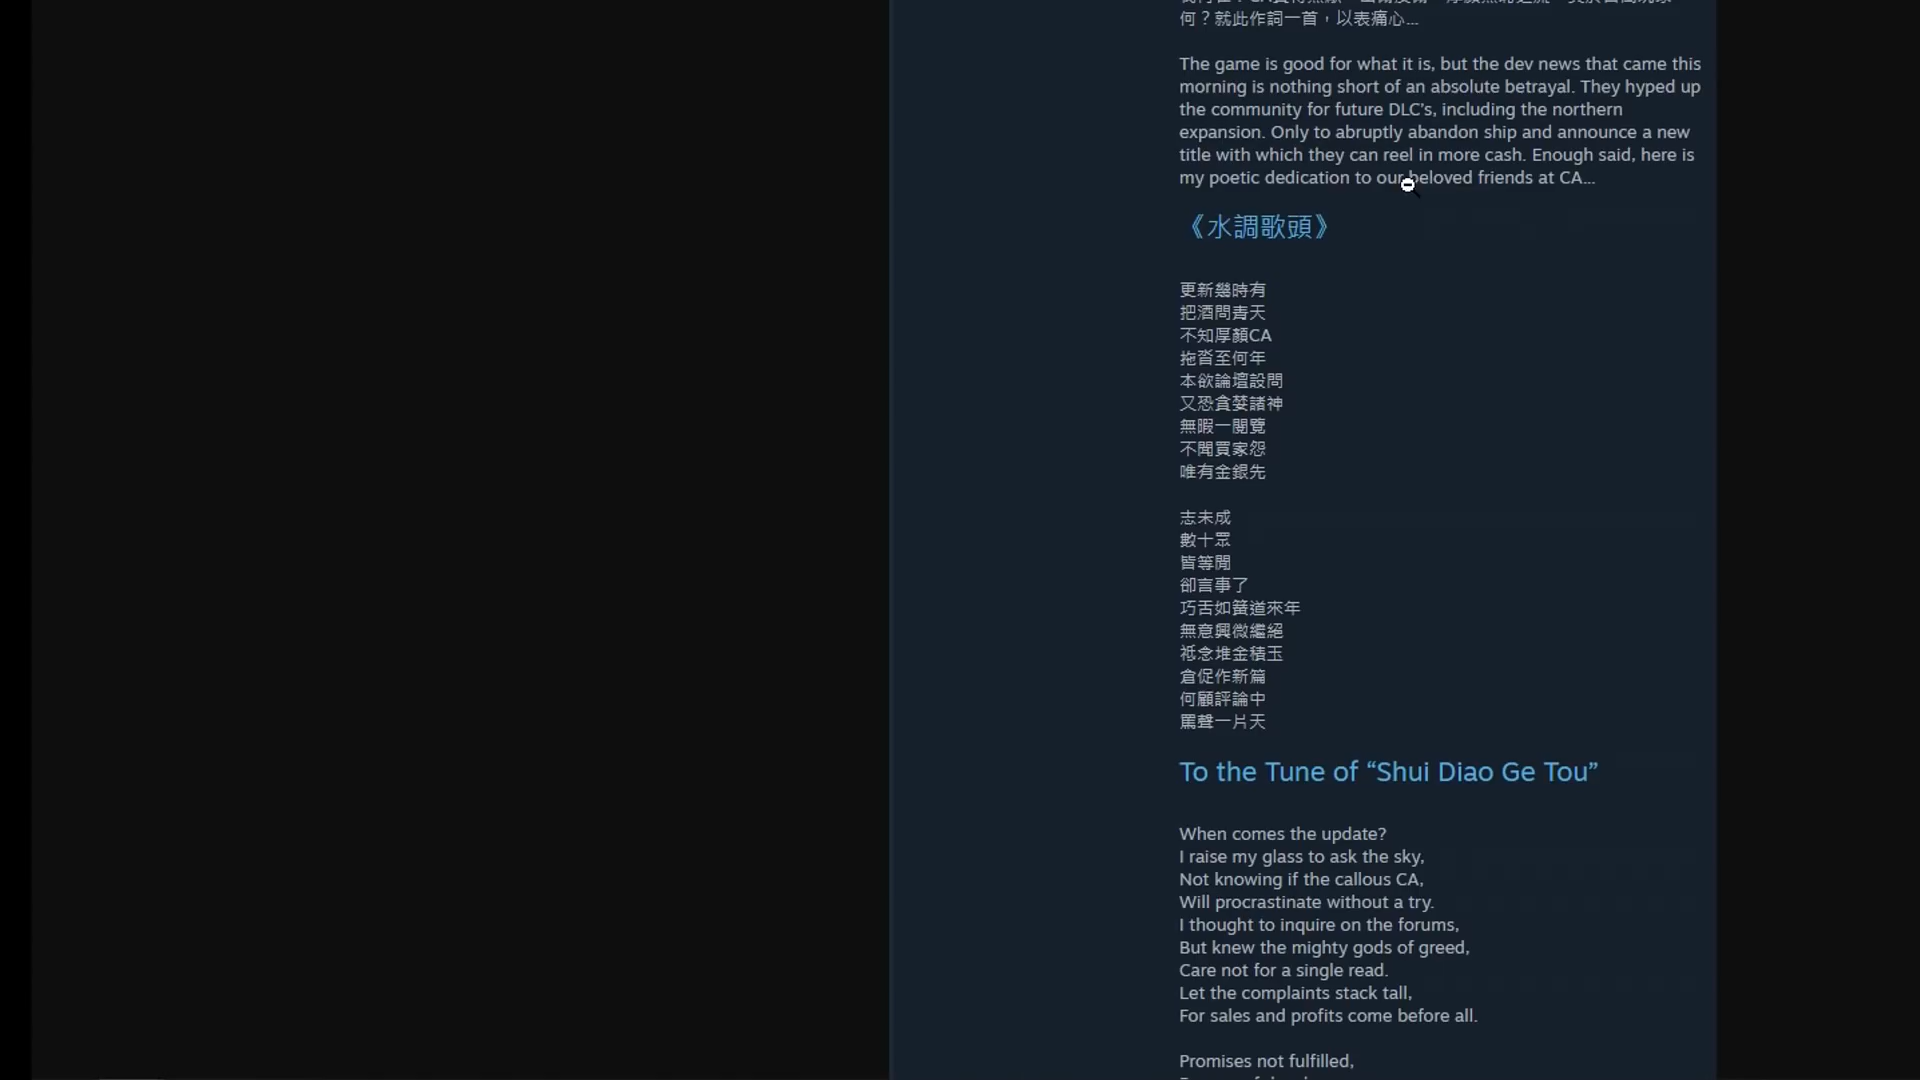 何？就此作詞一首，以表痛心...
The game is good for what it is, but the dev news that came this
morning is nothing short of an absolute betrayal. They hyped up
the community for future DLC's, including the northern
expansion. Only to abruptly abandon ship and announce a new
title with which they can reel in more cash. Enough said, here is
my poetic dedication to our beloved friends at CA...
《水調歌頭》
更新幾時有
把酒問青天
不知厚顏CA
拖沓至何年
本欲論壇設問
又恐貪婪諸神
無暇一閱覽
不聞買家怨
唯有金銀先
志未成
數十眾
皆等閒
卻言事了
巧舌如簧道來年
無意興微繼絕
祗念堆金積玉
倉促作新篇
何顧評論中
罵聲一片天
To the Tune of “Shui Diao Ge Tou”
When comes the update?
I raise my glass to ask the sky,
Not knowing if the callous CA,
Will procrastinate without a try.
I thought to inquire on the forums,
But knew the mighty gods of greed,
Care not for a single read.
Let the complaints stack tall,
For sales and profits come before all.
Promises not fulfilled,